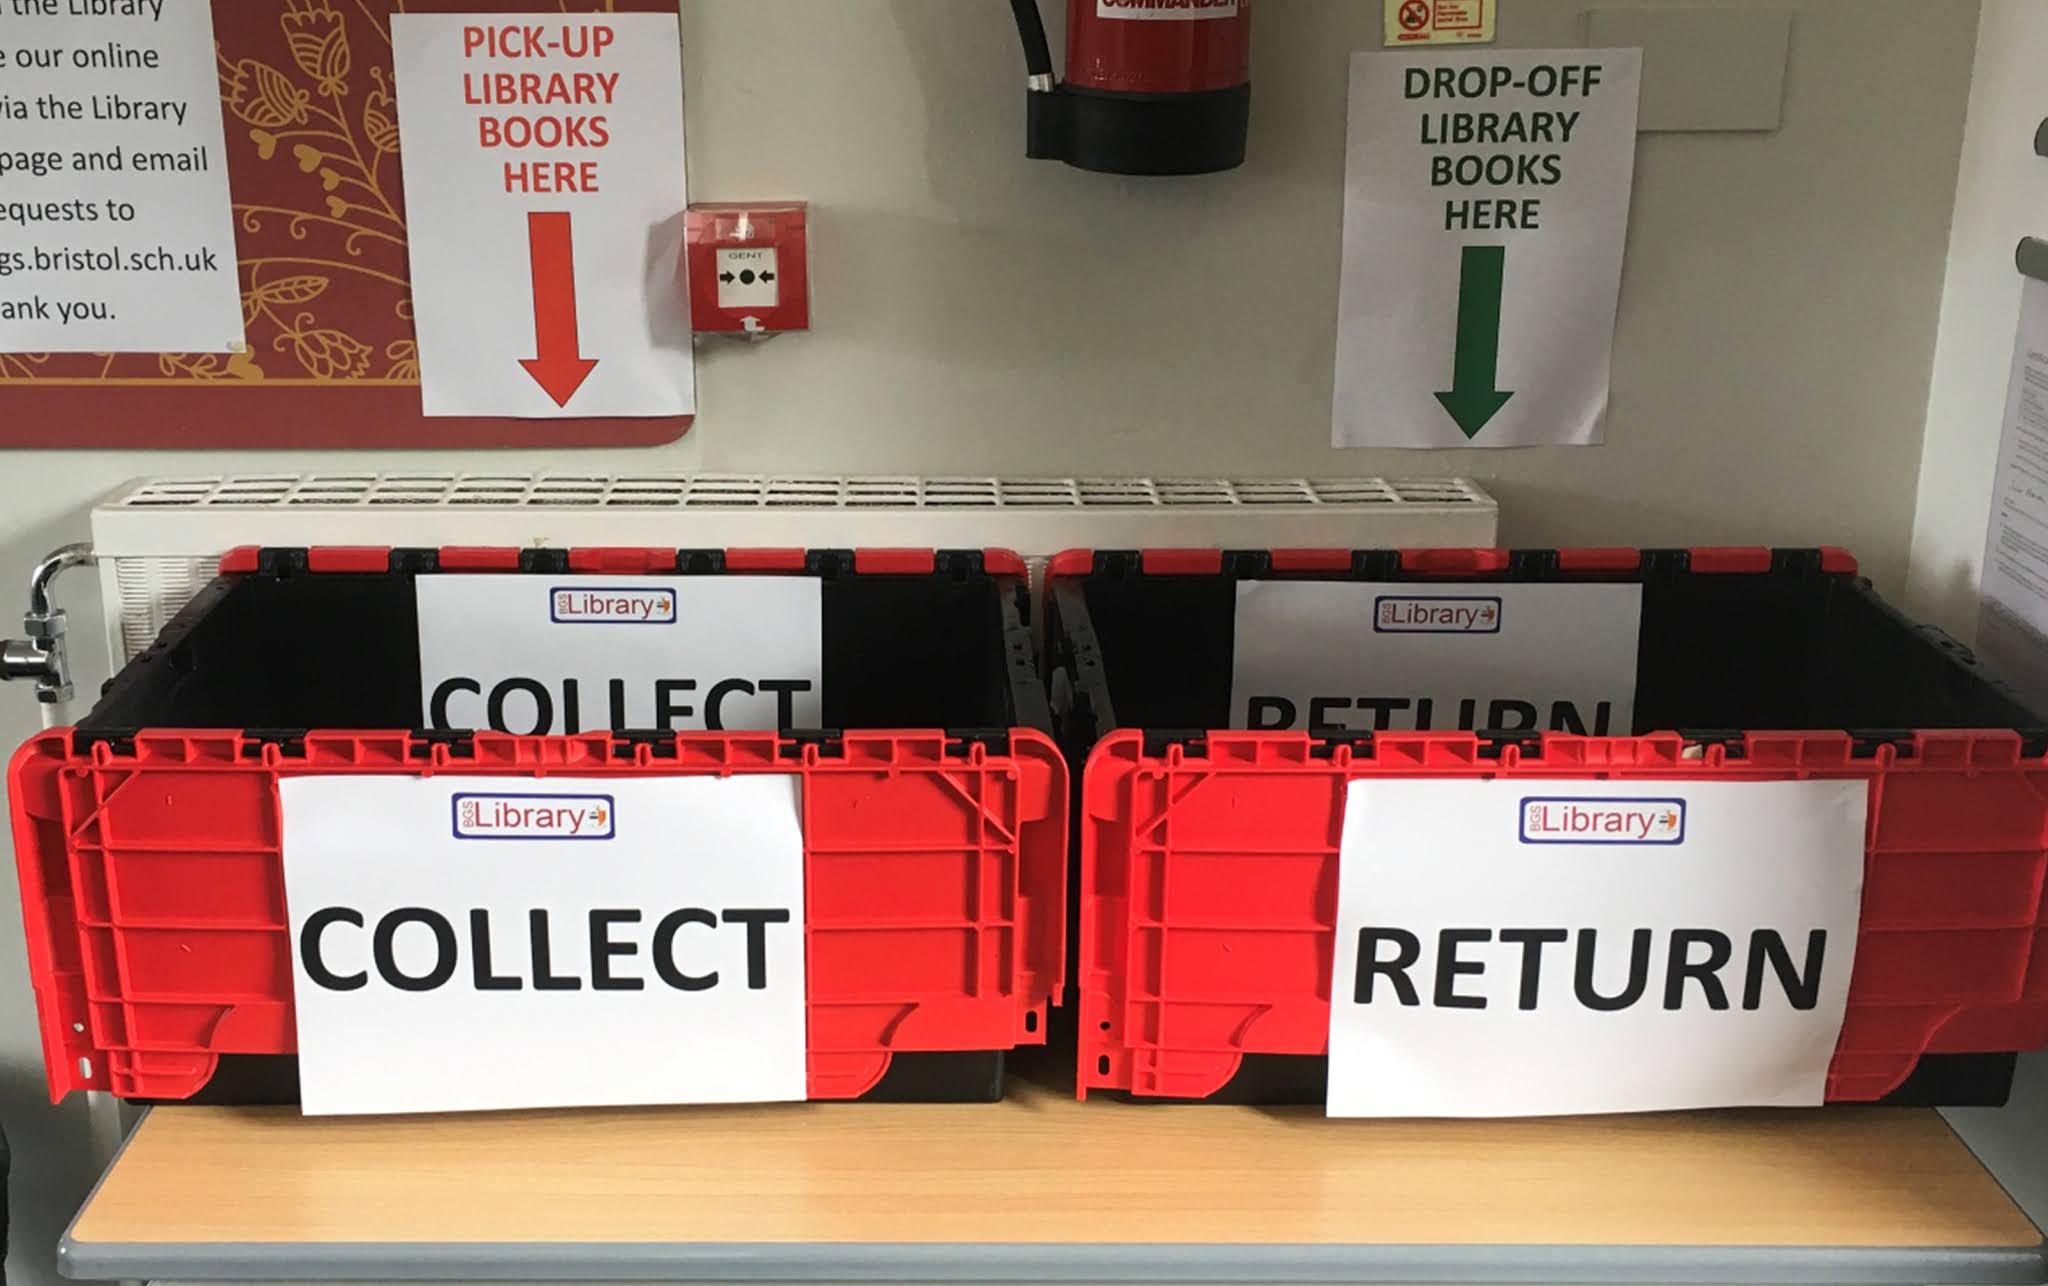 the Library
our online
via the Library
page and email
equests to
gs.bristol.sch.uk
ank you.
PICK-UP
LIBRARY
BOOKS
HERE
GENT
COMMANDER
DROP-OFF
LIBRARY
BOOKS
HERE
BGS Library
COLLECT
BGS Library
RETURN
BGS Library
COLLECT
BGS Library
RETURN